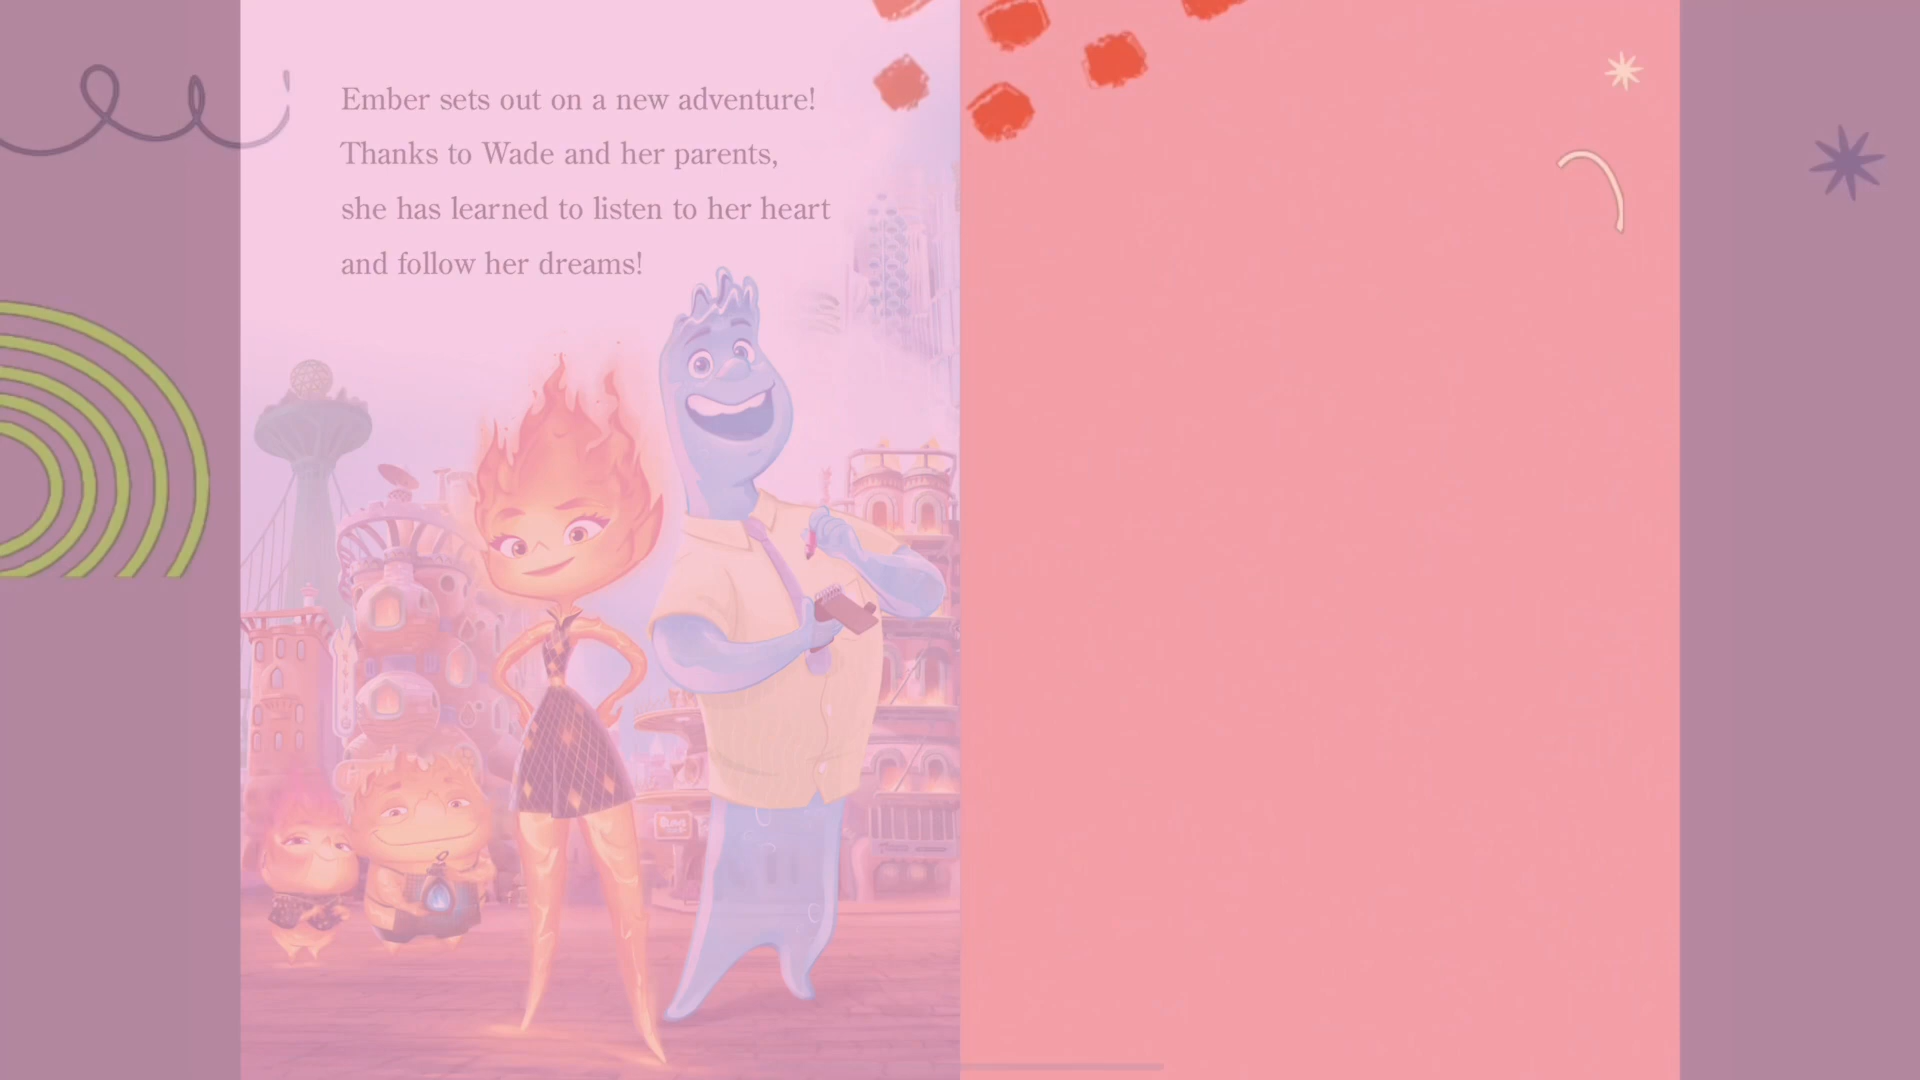 Ember sets out on a new adventure!
Thanks to Wade and her parents,
she has learned to listen to her heart
and follow her dreams!